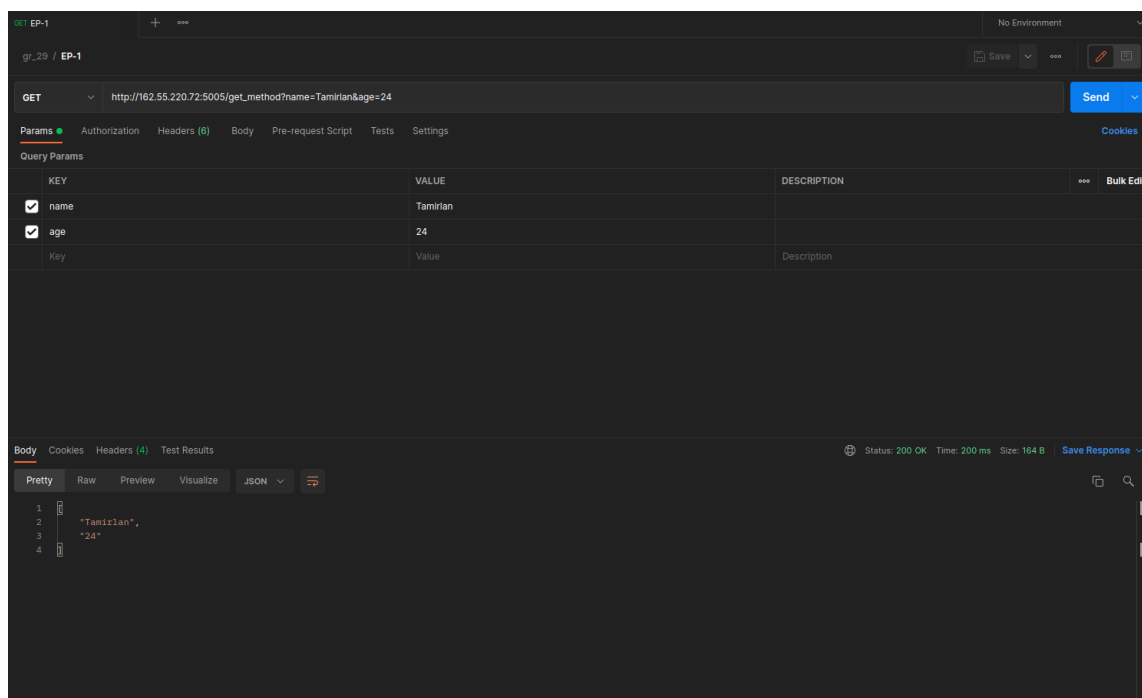 GET EP-1 + ooo No Environment
gr_29 / EP-1 Save ooo
GET http://162.55.220.72:5005/get_method?name=Tamirlan&age=24 Send
Params Authorization Headers (6) Body Pre-request Script Tests Settings Cookies
Query Params
KEY VALUE DESCRIPTION ooo Bulk Edi
name Tamirlan
age 24
Key Value Description
Body Cookies Headers (4) Test Results Status: 200 OK Time: 200 ms Size: 164 B Save Response
Pretty Raw Preview Visualize JSON
1 [
2 "Tamirlan",
3 "24"
4 ]